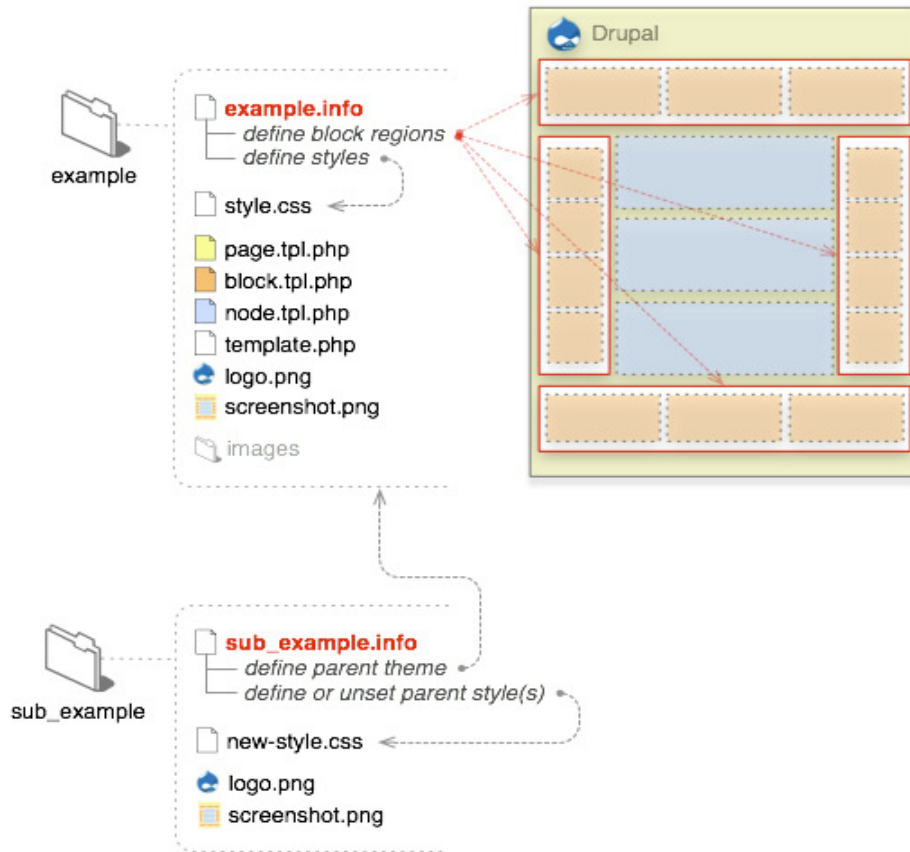 Drupal
example.info
define block regions
define styles
example
style.css
page.tpl.php
block.tpl.php
node.tpl.php
template.php
logo.png
screenshot.png
images
sub_example.info
define parent theme
define or unset parent style(s)
sub_example
new-style.css
logo.png
screenshot.png